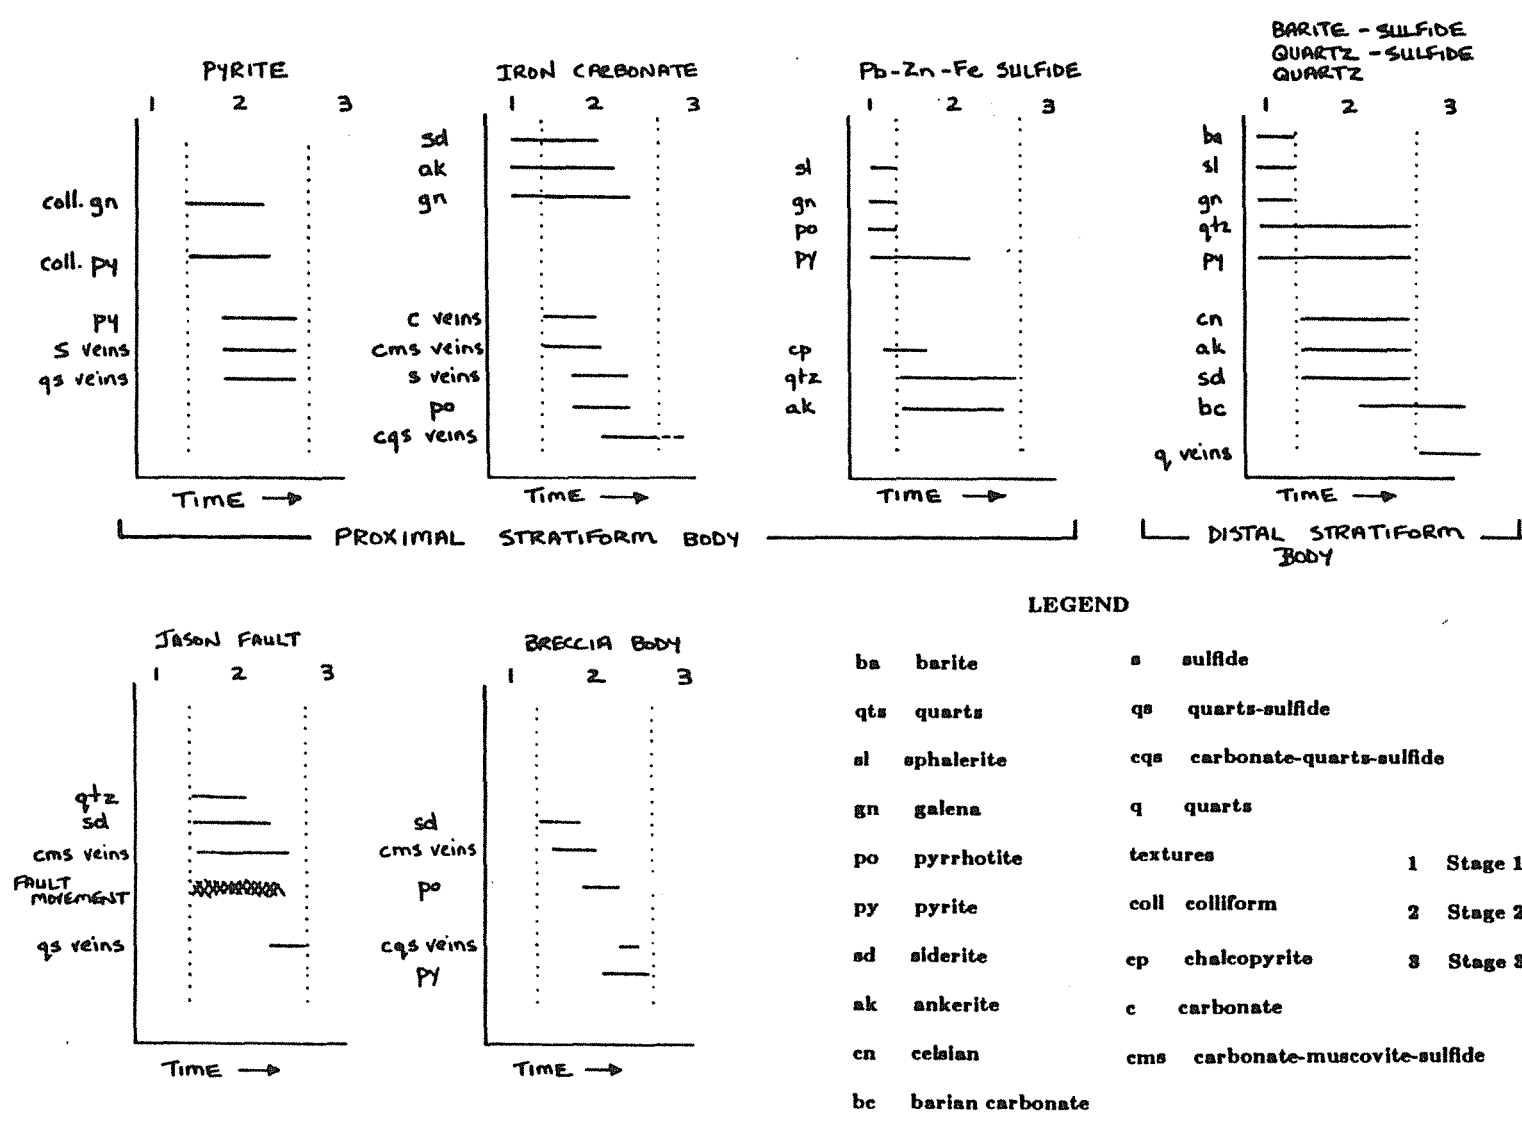 BARITE - SULFIDE
QUARTZ - SULFIDE
QUARTZ
PYRITE
IRON CARBONATE
Pb-Zn-Fe SULFIDE
1 2 3
1 2 3
1 2 3
1 2 3
coll. gn
coll. py
py
s veins
qs veins
TIME
sd
ak
gn
c veins
cms veins
s veins
po
cqs veins
TIME
sl
gn
po
py
cp
qtz
ak
TIME
ba
sl
gn
qtz
py
cn
ak
sd
bc
q veins
TIME
PROXIMAL STRATIFORM BODY
DISTAL STRATIFORM
BODY
JASON FAULT
1 2 3
qtz
sd
cms veins
FAULT
MOVEMENT
qs veins
TIME
BRECCIA BODY
1 2 3
sd
cms veins
po
cqs veins
py
TIME
LEGEND
ba barite
qts quarts
sl sphalerite
gn galena
po pyrrhotite
py pyrite
sd siderite
ak ankerite
cn celsian
bc barian carbonate
s sulfide
qs quarts-sulfide
cqs carbonate-quarts-sulfide
q quarts
textures
coll colliform
cp chalcopyrite
c carbonate
cms carbonate-muscovite-sulfide
1 Stage 1
2 Stage 2
3 Stage 3